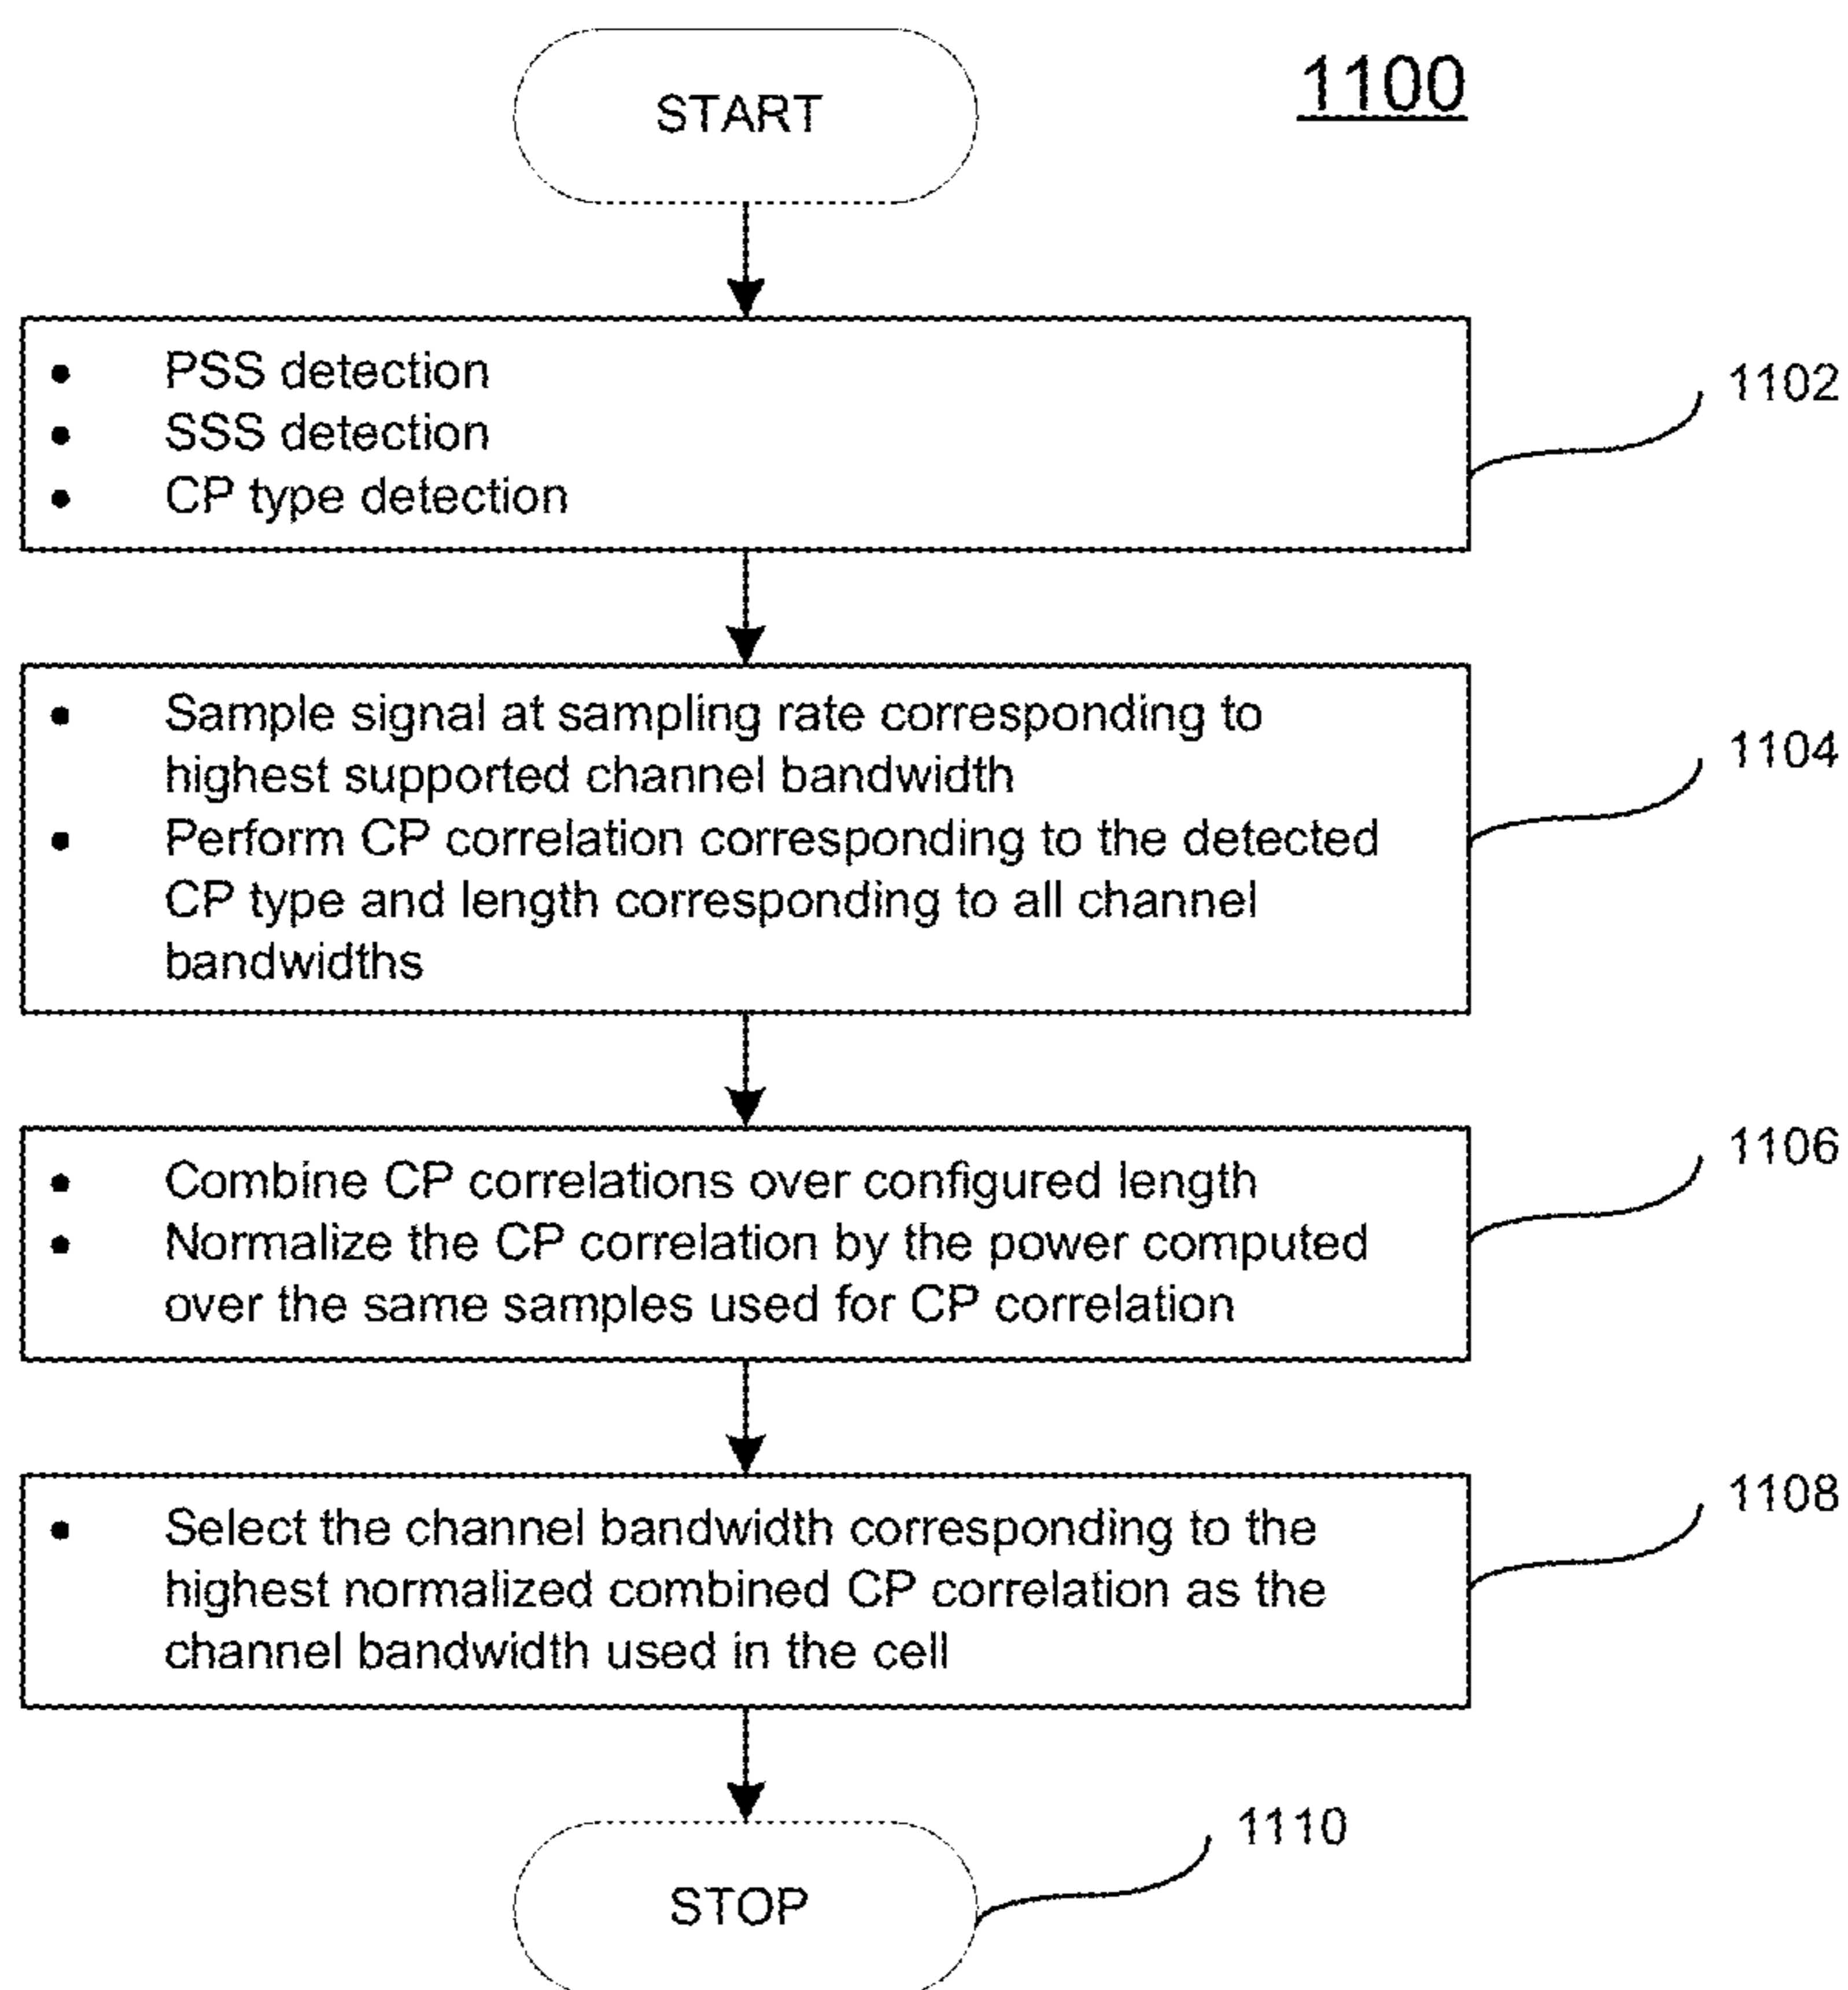 START
1100
• PSS detection
• SSS detection
• CP type detection
1102
• Sample signal at sampling rate corresponding to
highest supported channel bandwidth
• Perform CP correlation corresponding to the detected
CP type and length corresponding to all channel
bandwidths
1104
• Combine CP correlations over configured length
• Normalize the CP correlation by the power computed
over the same samples used for CP correlation
1106
• Select the channel bandwidth corresponding to the
highest normalized combined CP correlation as the
channel bandwidth used in the cell
1108
STOP
1110